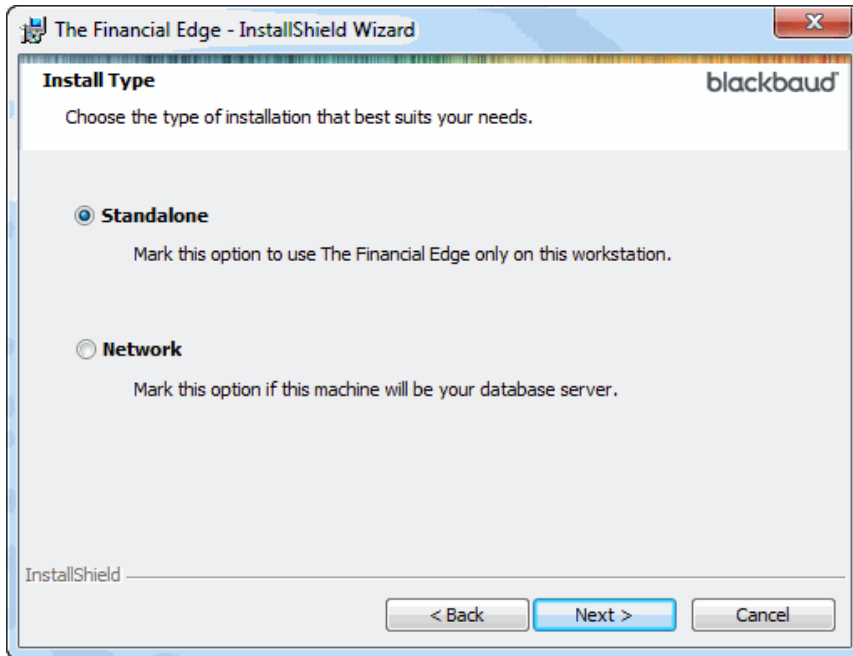 The Financial Edge - InstallShield Wizard
Install Type
blackbaud
Choose the type of installation that best suits your needs.
Standalone
Mark this option to use The Financial Edge only on this workstation.
Network
Mark this option if this machine will be your database server.
InstallShield
< Back
Next >
Cancel